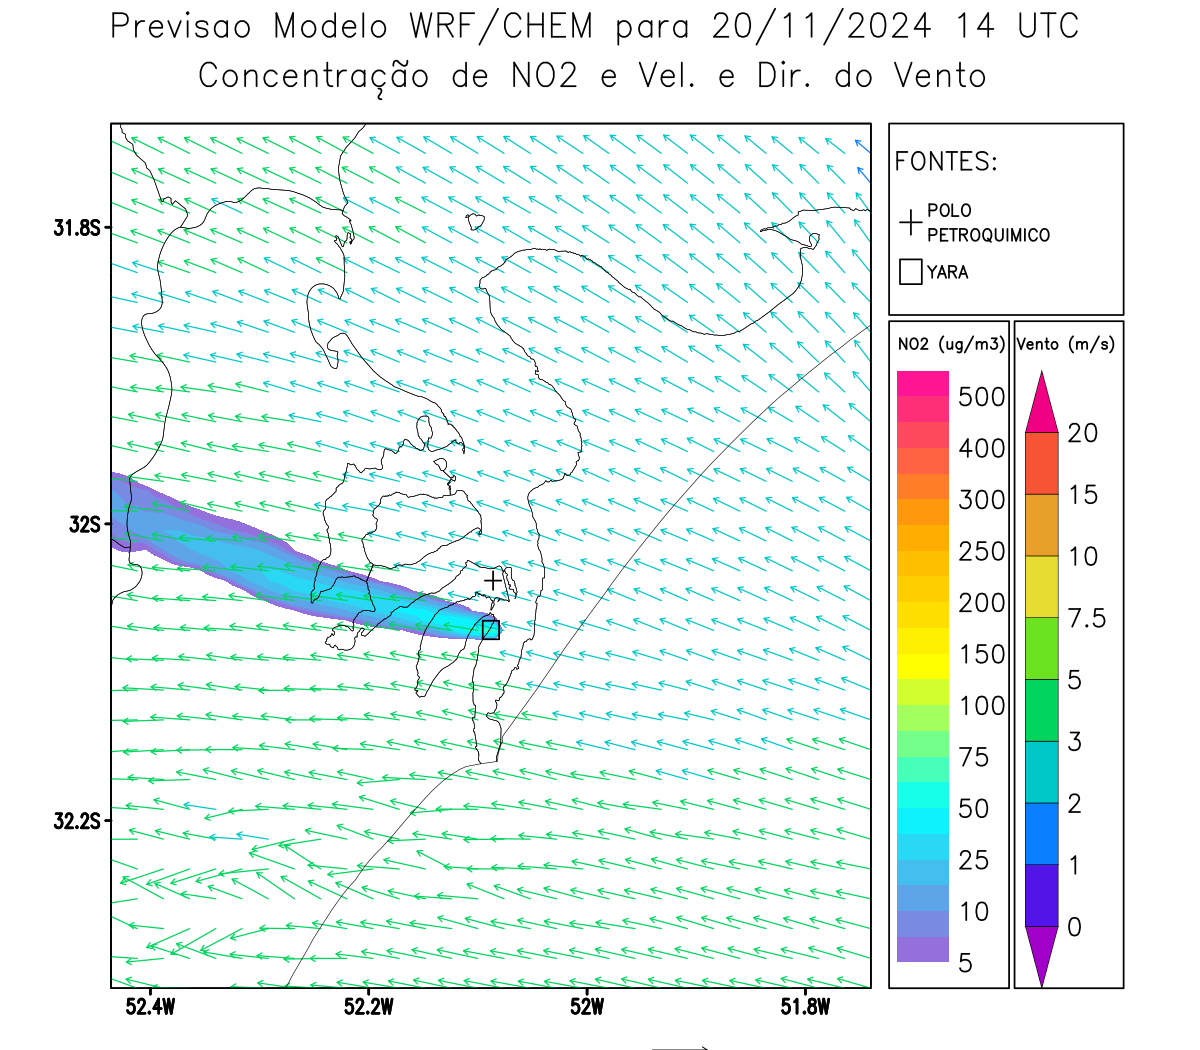 Previsao Modelo WRF/CHEM para 20/11/2024 14 UTC
Concentração de NO2 e Vel. e Dir. do Vento
FONTES:
POLO
PETROQUIMICO
YARA
NO2 (ug/m3)
500
400
300
250
200
150
100
75
50
25
10
5
Vento (m/s)
20
15
10
7.5
5
3
2
1
0
31.8S
32S
32.2S
52.4W
52.2W
52W
51.8W